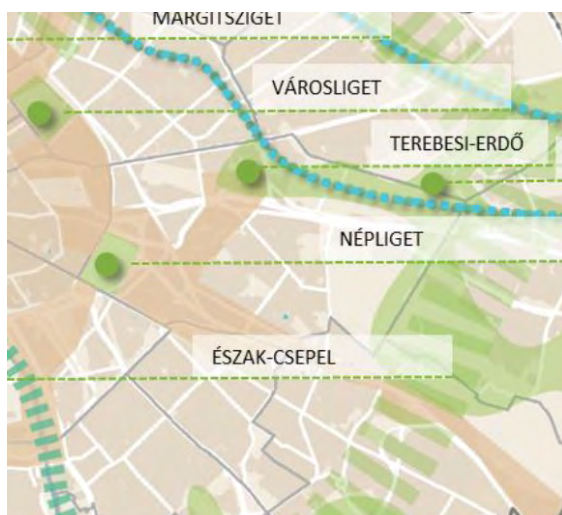 MARGITSZIGET
VÁROSLIGET
TEREBESI-ERDŐ
NÉPLIGET
ÉSZAK-CSEPEL